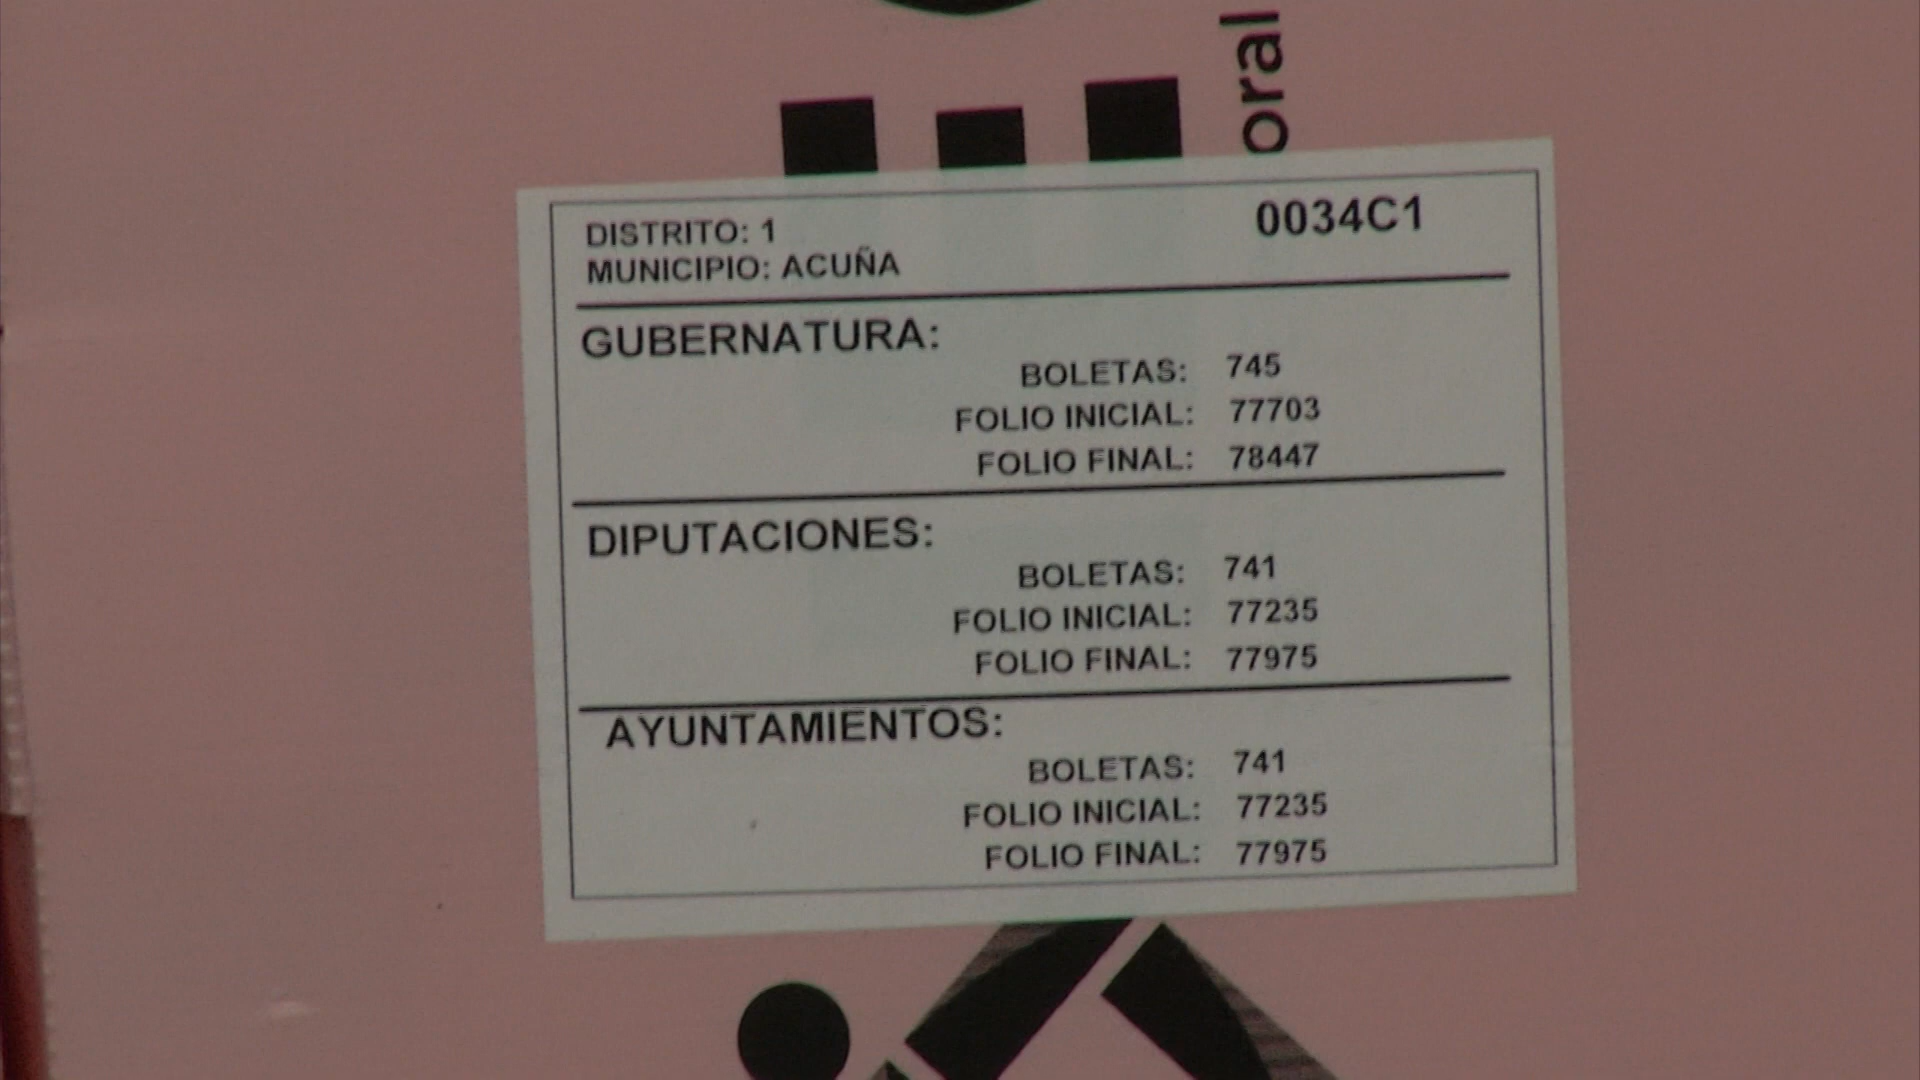 oral
DISTRITO: 1
0034C1
MUNICIPIO: ACUÑA
GUBERNATURA:
BOLETAS: 745
FOLIO INICIAL: 77703
FOLIO FINAL: 78447
DIPUTACIONES:
BOLETAS: 741
FOLIO INICIAL: 77235
FOLIO FINAL: 77975
AYUNTAMIENTOS:
BOLETAS: 741
FOLIO INICIAL: 77235
FOLIO FINAL: 77975